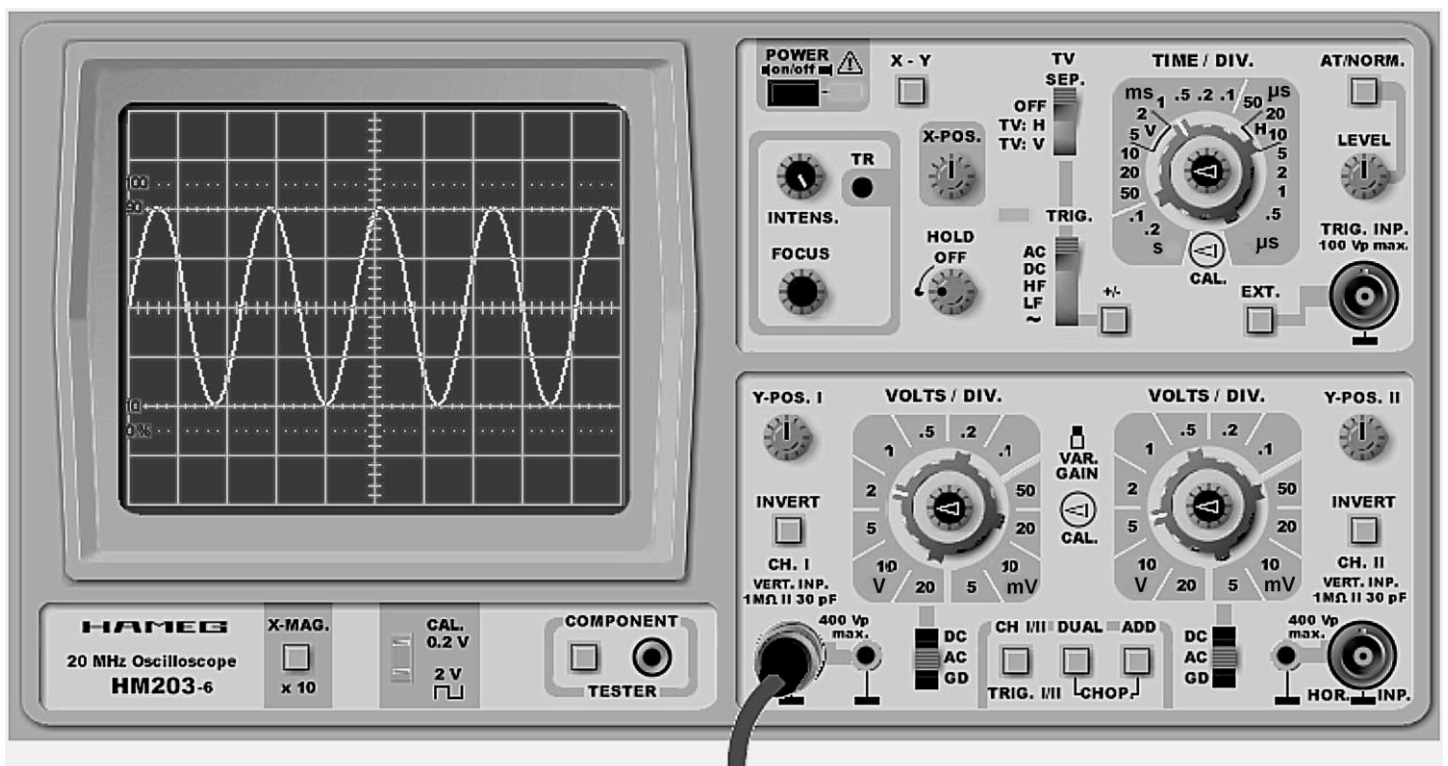 100
90
10
0%
HAMEG
20 MHz Oscilloscope
HM203-6
X-MAG.
x 10
CAL.
0.2 V
2 V
COMPONENT
TESTER
POWER
on/off
X - Y
TV
SEP.
OFF
TV: H
TV: V
TIME / DIV.
ms
1
.5
.2
.1
50
µs
2
20
5
V
H
10
10
5
20
2
50
1
.1
.5
.2
s
µs
CAL.
AT/NORM.
LEVEL
X-POS.
TR
INTENS.
FOCUS
HOLD
OFF
TRIG.
AC
DC
HF
LF
~
+/-
EXT.
TRIG. INP.
100 Vp max.
Y-POS. I
VOLTS / DIV.
.5
.2
1
.1
2
50
5
20
10
10
V
20
5
mV
INVERT
CH. I
VERT. INP.
1MΩ II 30 pF
400 Vp
max.
DC
AC
GD
VAR.
GAIN
CAL.
CH I/II
DUAL
ADD
TRIG. I/II
CHOP.
VOLTS / DIV.
.5
.2
1
.1
2
50
5
20
10
10
V
20
5
mV
Y-POS. II
INVERT
CH. II
VERT. INP.
1MΩ II 30 pF
DC
AC
GD
400 Vp
max.
HOR. INP.